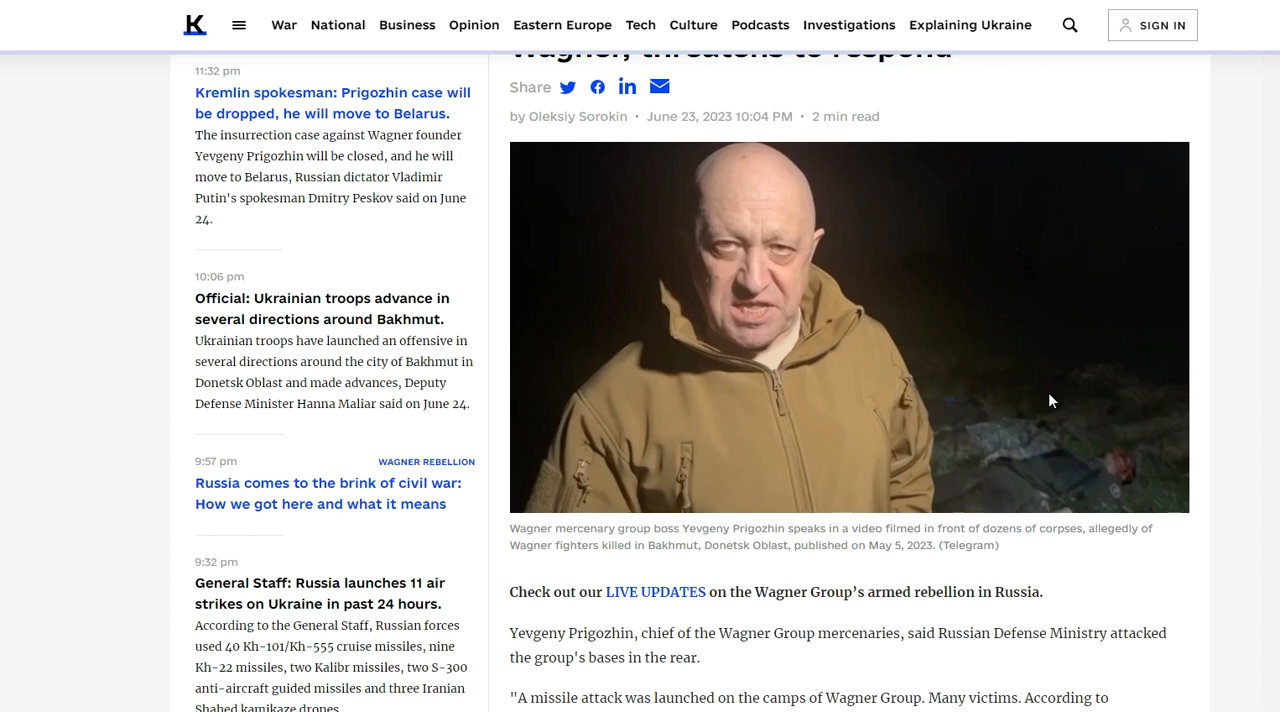 K
War National Business Opinion Eastern Europe Tech Culture Podcasts Investigations Explaining Ukraine
SIGN IN
11:32 pm
Kremlin spokesman: Prigozhin case will
be dropped, he will move to Belarus.
The insurrection case against Wagner founder
Yevgeny Prigozhin will be closed, and he will
move to Belarus, Russian dictator Vladimir
Putin's spokesman Dmitry Peskov said on June
24.
10:06 pm
Official: Ukrainian troops advance in
several directions around Bakhmut.
Ukrainian troops have launched an offensive in
several directions around the city of Bakhmut in
Donetsk Oblast and made advances, Deputy
Defense Minister Hanna Maliar said on June 24.
9:57 pm WAGNER REBELLION
Russia comes to the brink of civil war:
How we got here and what it means
9:32 pm
General Staff: Russia launches 11 air
strikes on Ukraine in past 24 hours.
According to the General Staff, Russian forces
used 40 Kh-101/Kh-555 cruise missiles, nine
Kh-22 missiles, two Kalibr missiles, two S-300
anti-aircraft guided missiles and three Iranian
Shahed kamikaze drones.
Wagner, threatens to respond
Share
by Oleksiy Sorokin • June 23, 2023 10:04 PM • 2 min read
Wagner mercenary group boss Yevgeny Prigozhin speaks in a video filmed in front of dozens of corpses, allegedly of
Wagner fighters killed in Bakhmut, Donetsk Oblast, published on May 5, 2023. (Telegram)
Check out our LIVE UPDATES on the Wagner Group’s armed rebellion in Russia.
Yevgeny Prigozhin, chief of the Wagner Group mercenaries, said Russian Defense Ministry attacked
the group's bases in the rear.
"A missile attack was launched on the camps of Wagner Group. Many victims. According to